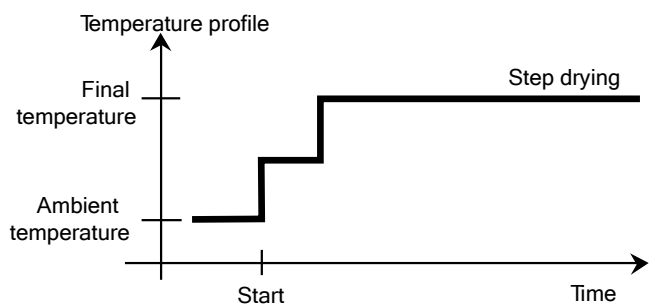 Temperature profile
Final
temperature
Step drying
Ambient
temperature
Start
Time